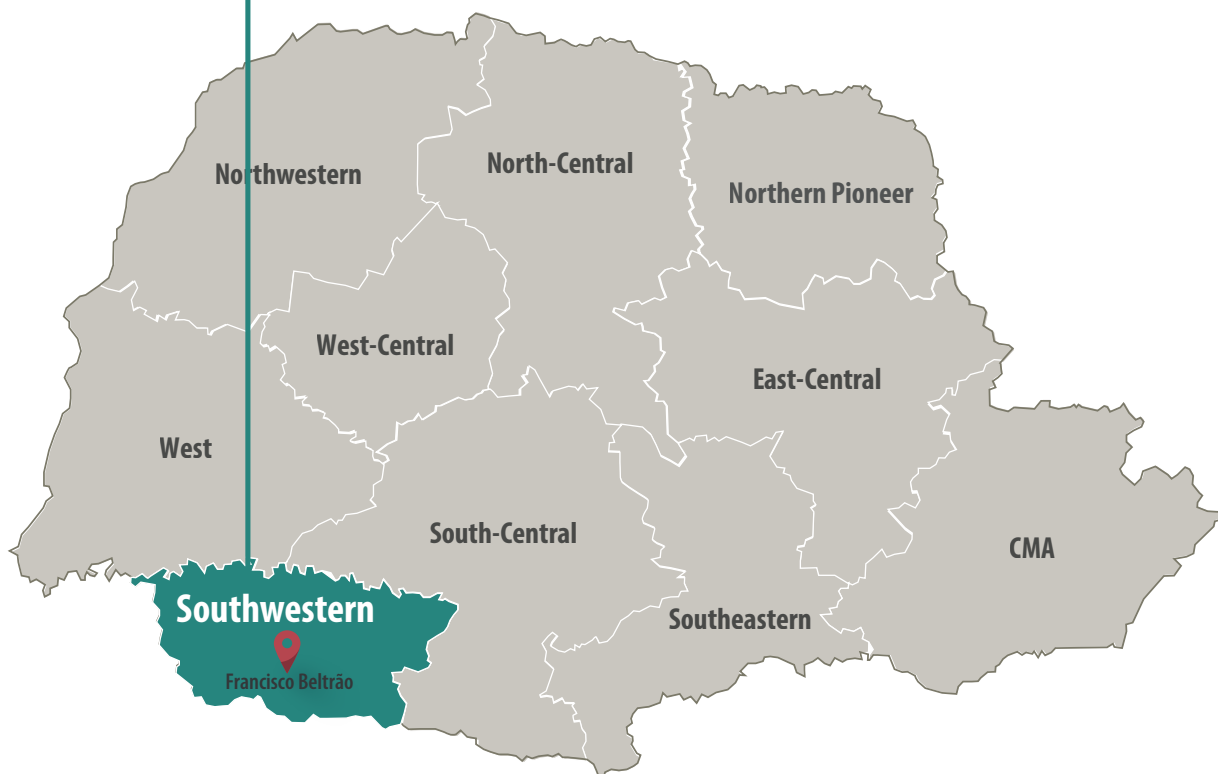 Northwestern
North-Central
Northern Pioneer
West-Central
East-Central
West
South-Central
CMA
Southwestern
Southeastern
Francisco Beltrão